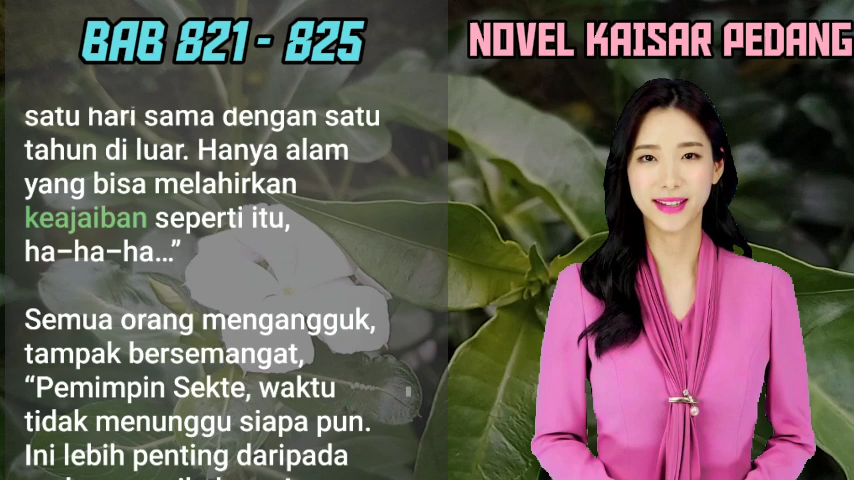 BAB 821 - 825
NOVEL KAISAR PEDANG
satu hari sama dengan satu
tahun di luar. Hanya alam
yang bisa melahirkan
keajaiban seperti itu,
ha–ha–ha…”
Semua orang mengangguk,
tampak bersemangat,
“Pemimpin Sekte, waktu
tidak menunggu siapa pun.
Ini lebih penting daripada